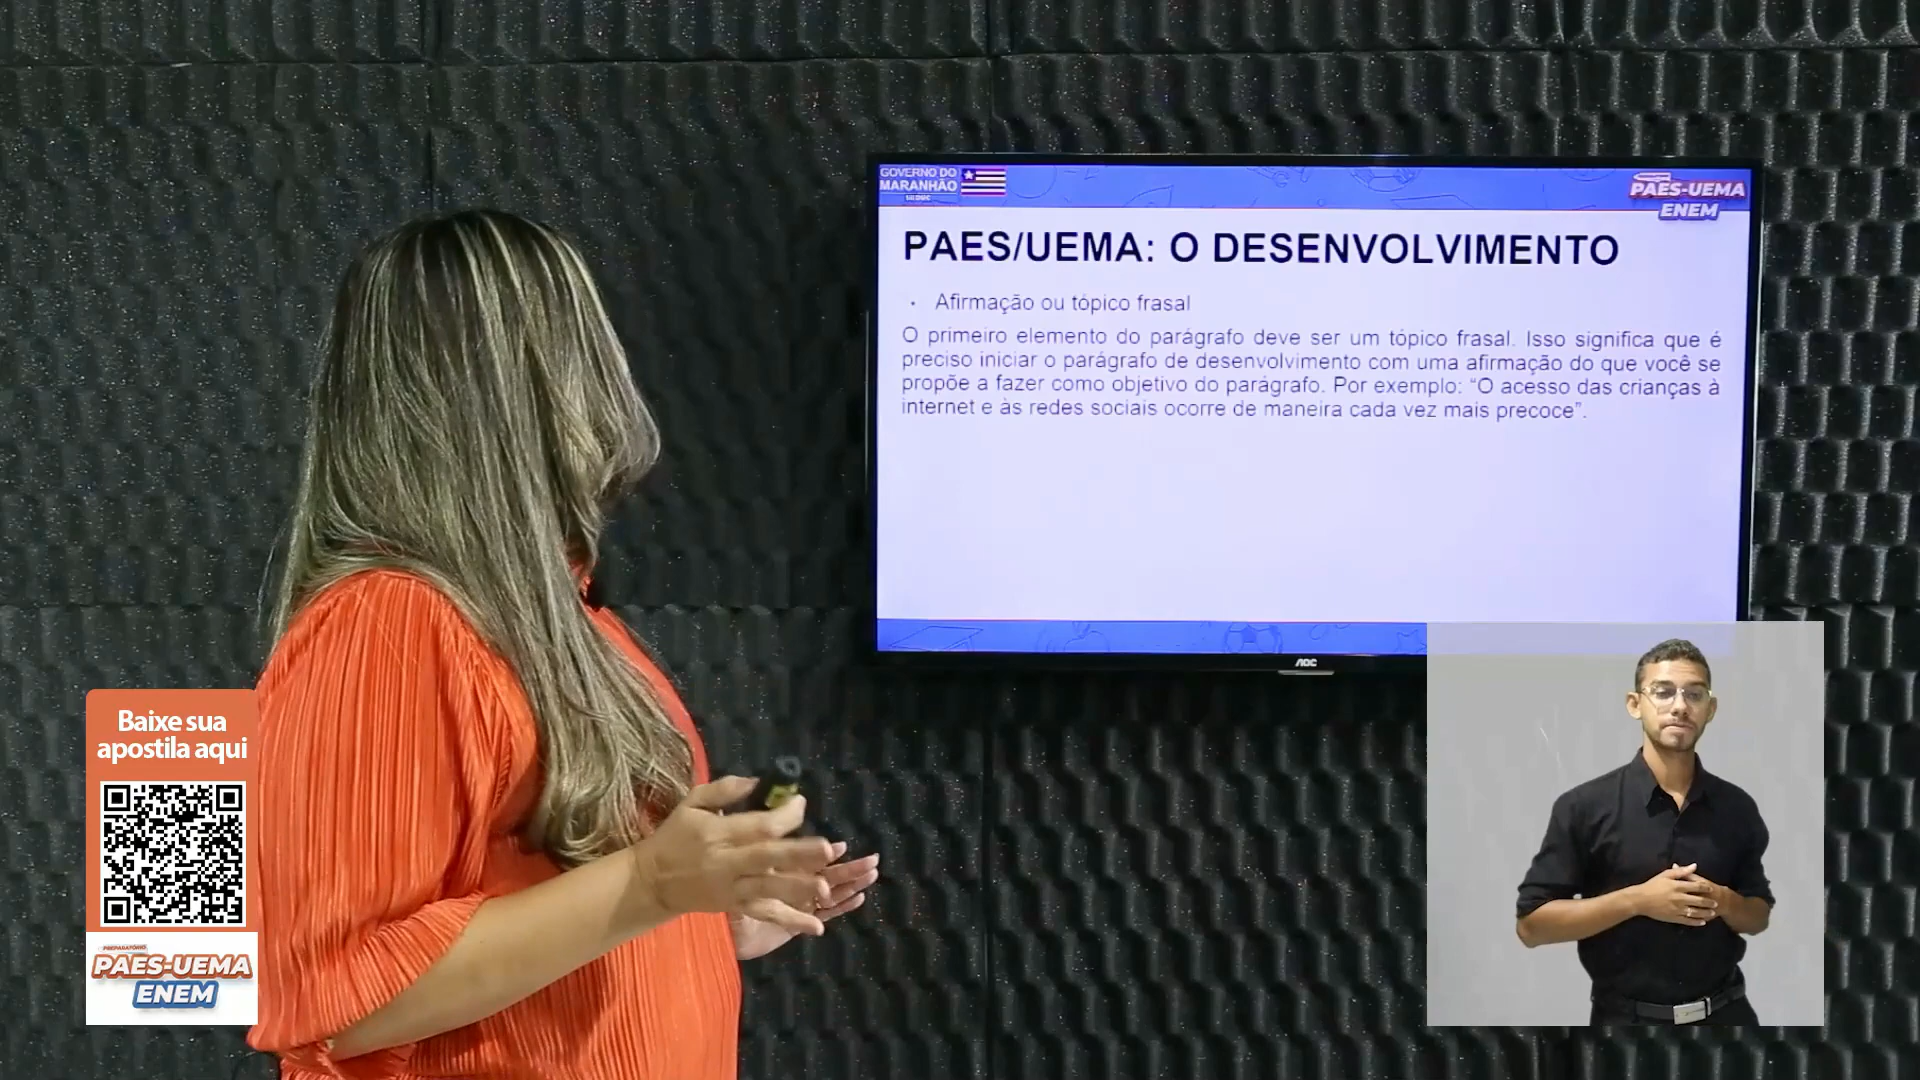 GOVERNO DO
MARANHÃO
PAES-UEMA
ENEM
PAES/UEMA: O DESENVOLVIMENTO
• Afirmação ou tópico frasal
O primeiro elemento do parágrafo deve ser um tópico frasal. Isso significa que é
preciso iniciar o parágrafo de desenvolvimento com uma afirmação do que você se
propõe a fazer como objetivo do parágrafo. Por exemplo: “O acesso das crianças à
internet e às redes sociais ocorre de maneira cada vez mais precoce”.
AOC
Baixe sua
apostila aqui
PREPARATÓRIO
PAES-UEMA
ENEM